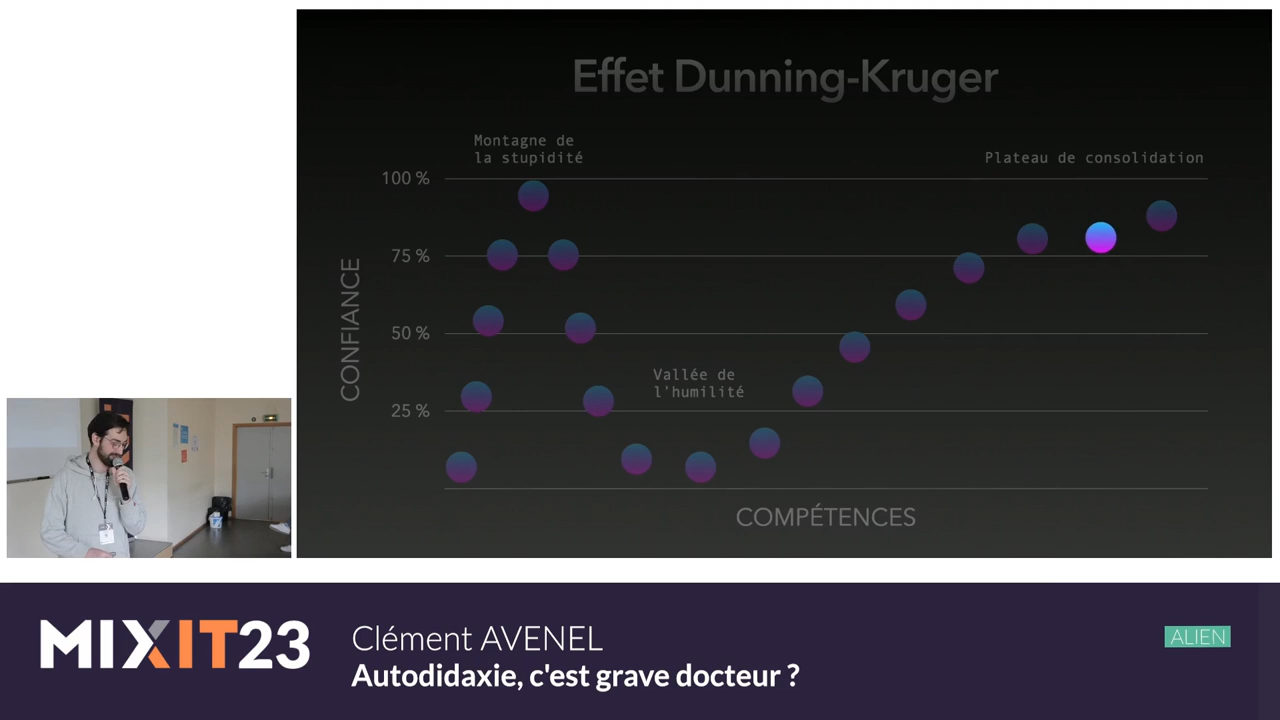 Effet Dunning-Kruger
Montagne de
la stupidité
Plateau de consolidation
100 %
75 %
50 %
25 %
CONFIANCE
Vallée de
l'humilité
COMPÉTENCES
MIXIT23
Clément AVENEL
Autodidaxie, c'est grave docteur ?
ALIEN